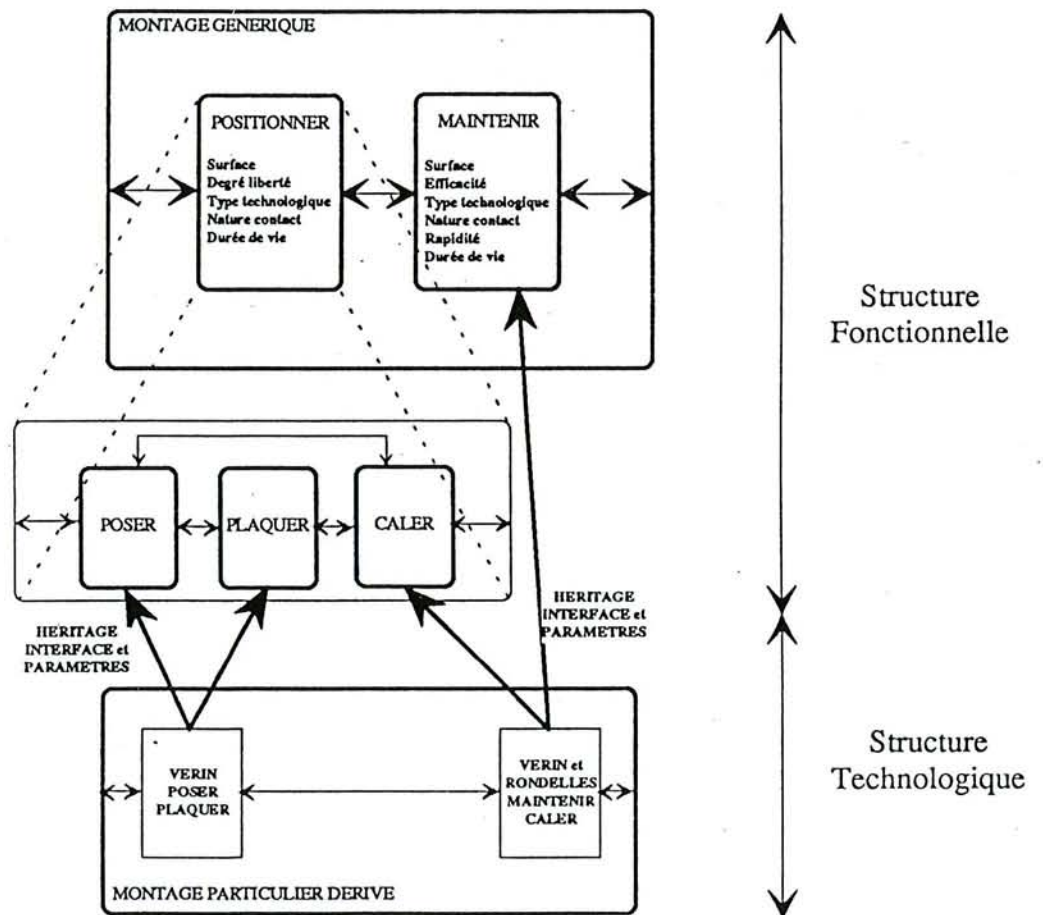 MONTAGE GENERIQUE
POSITIONNER
Surface
Degré liberté
Type technologique
Nature contact
Durée de vie
MAINTENIR
Surface
Efficacité
Type technologique
Nature contact
Rapidité
Durée de vie
Structure
Fonctionnelle
POSER
PLAQUER
CALER
HERITAGE
INTERFACE et
PARAMETRES
HERITAGE
INTERFACE et
PARAMETRES
VERIN
POSER
PLAQUER
VERIN et
RONDELLES
MAINTENIR
CALER
Structure
Technologique
MONTAGE PARTICULIER DERIVE